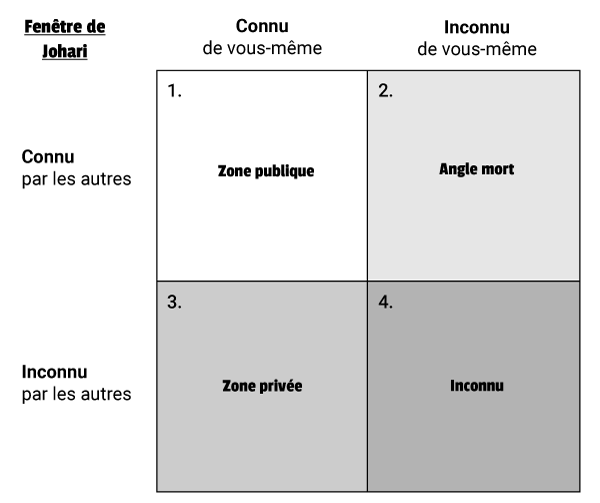 Fenêtre de
Johari
Connu
de vous-même
Inconnu
de vous-même
Connu
par les autres
1.
Zone publique
2.
Angle mort
Inconnu
par les autres
3.
Zone privée
4.
Inconnu